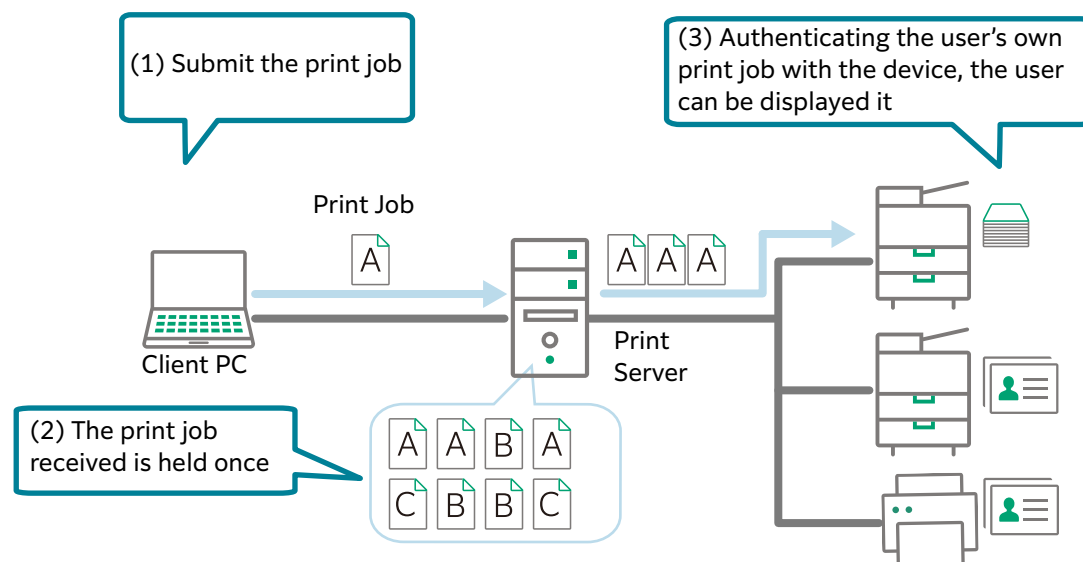 (1) Submit the print job
(3) Authenticating the user's own
print job with the device, the user
can be displayed it
Print Job
A
A A A
Client PC
Print
Server
(2) The print job
received is held once
A A B A
C B B C